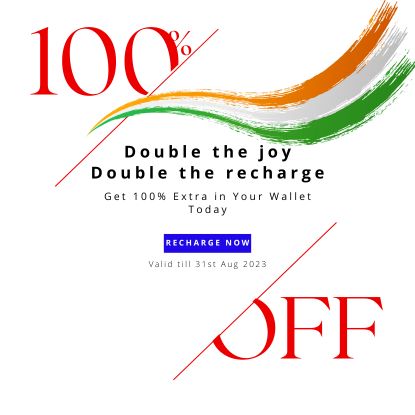 100%
Double the joy
Double the recharge
Get 100% Extra in Your Wallet
Today
RECHARGE NOW
Valid till 31st Aug 2023
OFF